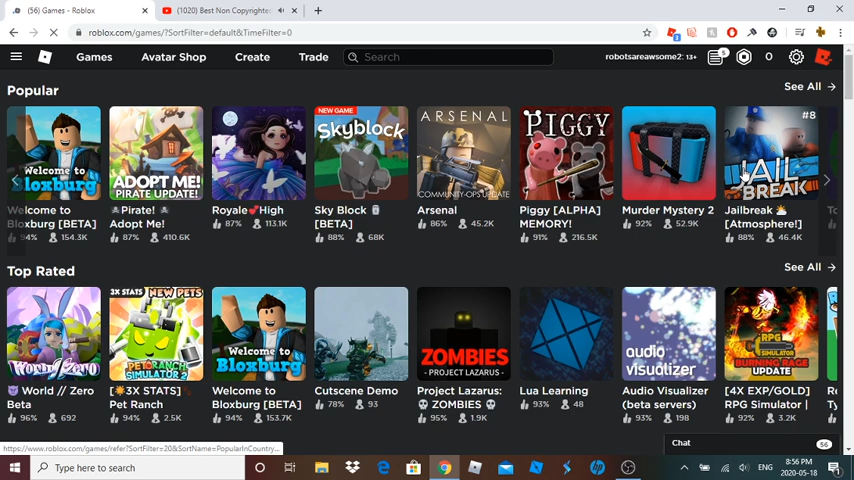 (56) Games - Roblox
(1020) Best Non Copyrighte
roblox.com/games/?SortFilter=default&TimeFilter=0
Games
Avatar Shop
Create
Trade
Search
robotsareawsome2: 13+
5
0
Popular
See All
Welcome to
Bloxburg
ADOPT ME!
PIRATE UPDATE!
NEW GAME
Skyblock
ARSENAL
COMMUNITY-OPS UPDATE
PIGGY
#8
JAIL
BREAK
Welcome to
Bloxburg [BETA]
94% 154.3K
Pirate!
Adopt Me!
87% 410.6K
Royale High
87% 113.1K
Sky Block
[BETA]
88% 68K
Arsenal
86% 45.2K
Piggy [ALPHA]
MEMORY!
91% 216.5K
Murder Mystery 2
92% 52.9K
Jailbreak
[Atmosphere!]
88% 46.4K
Top Rated
See All
World Zero
3X STATS NEW PETS
PET RANCH
SIMULATOR 2
Welcome to
Bloxburg
ZOMBIES
- PROJECT LAZARUS -
audio
visualizer
RPG
SIMULATOR
BURNING RAGE
UPDATE
World // Zero
Beta
96% 692
[3X STATS]
Pet Ranch
94% 2.5K
Welcome to
Bloxburg [BETA]
94% 153.7K
Cutscene Demo
78% 93
Project Lazarus:
ZOMBIES
95% 1.9K
Lua Learning
93% 48
Audio Visualizer
(beta servers)
93% 198
[4X EXP/GOLD]
RPG Simulator |
92% 3.2K
https://www.roblox.com/games/refer?SortFilter=20&SortName=PopularInCountry...
Chat
56
Type here to search
ENG
8:56 PM
2020-05-18